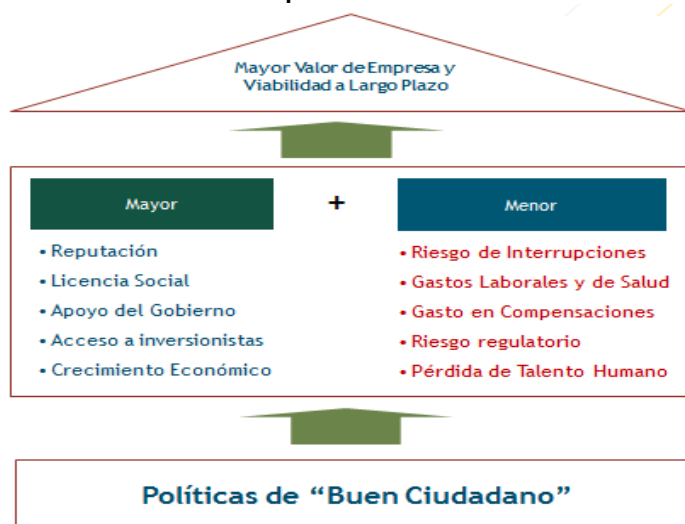 Mayor Valor de Empresa y
Viabilidad a Largo Plazo
Mayor
+
Menor
• Reputación
• Licencia Social
• Apoyo del Gobierno
• Acceso a inversionistas
• Crecimiento Económico
• Riesgo de Interrupciones
• Gastos Laborales y de Salud
• Gasto en Compensaciones
• Riesgo regulatorio
• Pérdida de Talento Humano
Políticas de “Buen Ciudadano”